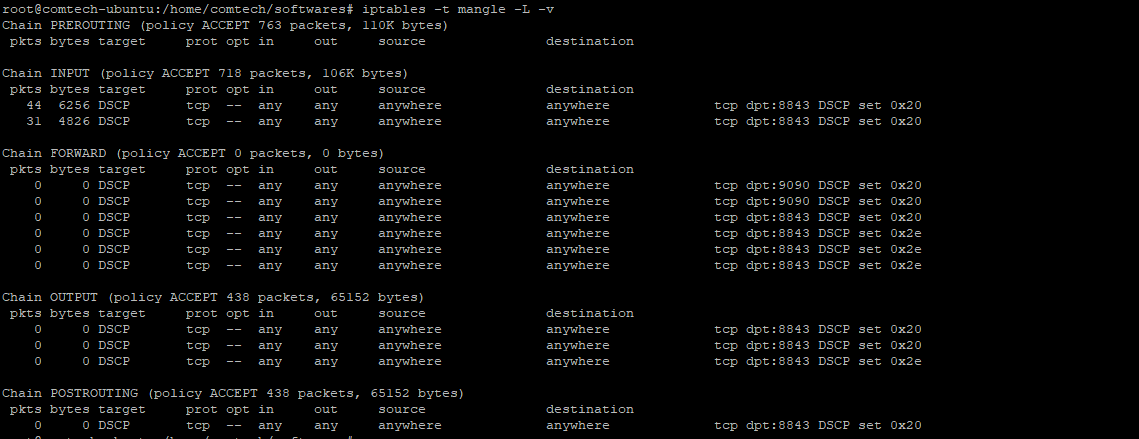 root@comtech-ubuntu:/home/comtech/softwares# iptables -t mangle -L -v
Chain PREROUTING (policy ACCEPT 763 packets, 110K bytes)
 pkts bytes target     prot opt in     out     source               destination

Chain INPUT (policy ACCEPT 718 packets, 106K bytes)
 pkts bytes target     prot opt in     out     source               destination
   44  6256 DSCP       tcp  --  any    any     anywhere             anywhere             tcp dpt:8843 DSCP set 0x20
   31  4826 DSCP       tcp  --  any    any     anywhere             anywhere             tcp dpt:8843 DSCP set 0x20

Chain FORWARD (policy ACCEPT 0 packets, 0 bytes)
 pkts bytes target     prot opt in     out     source               destination
    0     0 DSCP       tcp  --  any    any     anywhere             anywhere             tcp dpt:9090 DSCP set 0x20
    0     0 DSCP       tcp  --  any    any     anywhere             anywhere             tcp dpt:9090 DSCP set 0x20
    0     0 DSCP       tcp  --  any    any     anywhere             anywhere             tcp dpt:8843 DSCP set 0x20
    0     0 DSCP       tcp  --  any    any     anywhere             anywhere             tcp dpt:8843 DSCP set 0x2e
    0     0 DSCP       tcp  --  any    any     anywhere             anywhere             tcp dpt:8843 DSCP set 0x2e
    0     0 DSCP       tcp  --  any    any     anywhere             anywhere             tcp dpt:8843 DSCP set 0x2e

Chain OUTPUT (policy ACCEPT 438 packets, 65152 bytes)
 pkts bytes target     prot opt in     out     source               destination
    0     0 DSCP       tcp  --  any    any     anywhere             anywhere             tcp dpt:8843 DSCP set 0x20
    0     0 DSCP       tcp  --  any    any     anywhere             anywhere             tcp dpt:8843 DSCP set 0x20
    0     0 DSCP       tcp  --  any    any     anywhere             anywhere             tcp dpt:8843 DSCP set 0x2e

Chain POSTROUTING (policy ACCEPT 438 packets, 65152 bytes)
 pkts bytes target     prot opt in     out     source               destination
    0     0 DSCP       tcp  --  any    any     anywhere             anywhere             tcp dpt:8843 DSCP set 0x20